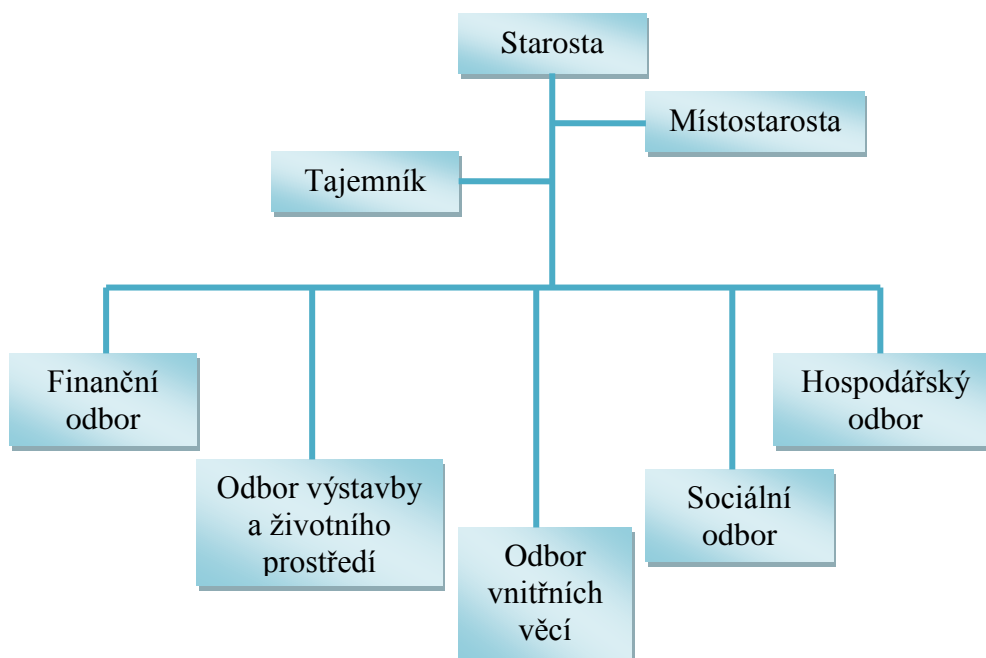 Starosta
Místostarosta
Tajemník
Finanční
odbor
Odbor výstavby
a životního
prostředí
Odbor
vnitřních
věcí
Sociální
odbor
Hospodářský
odbor